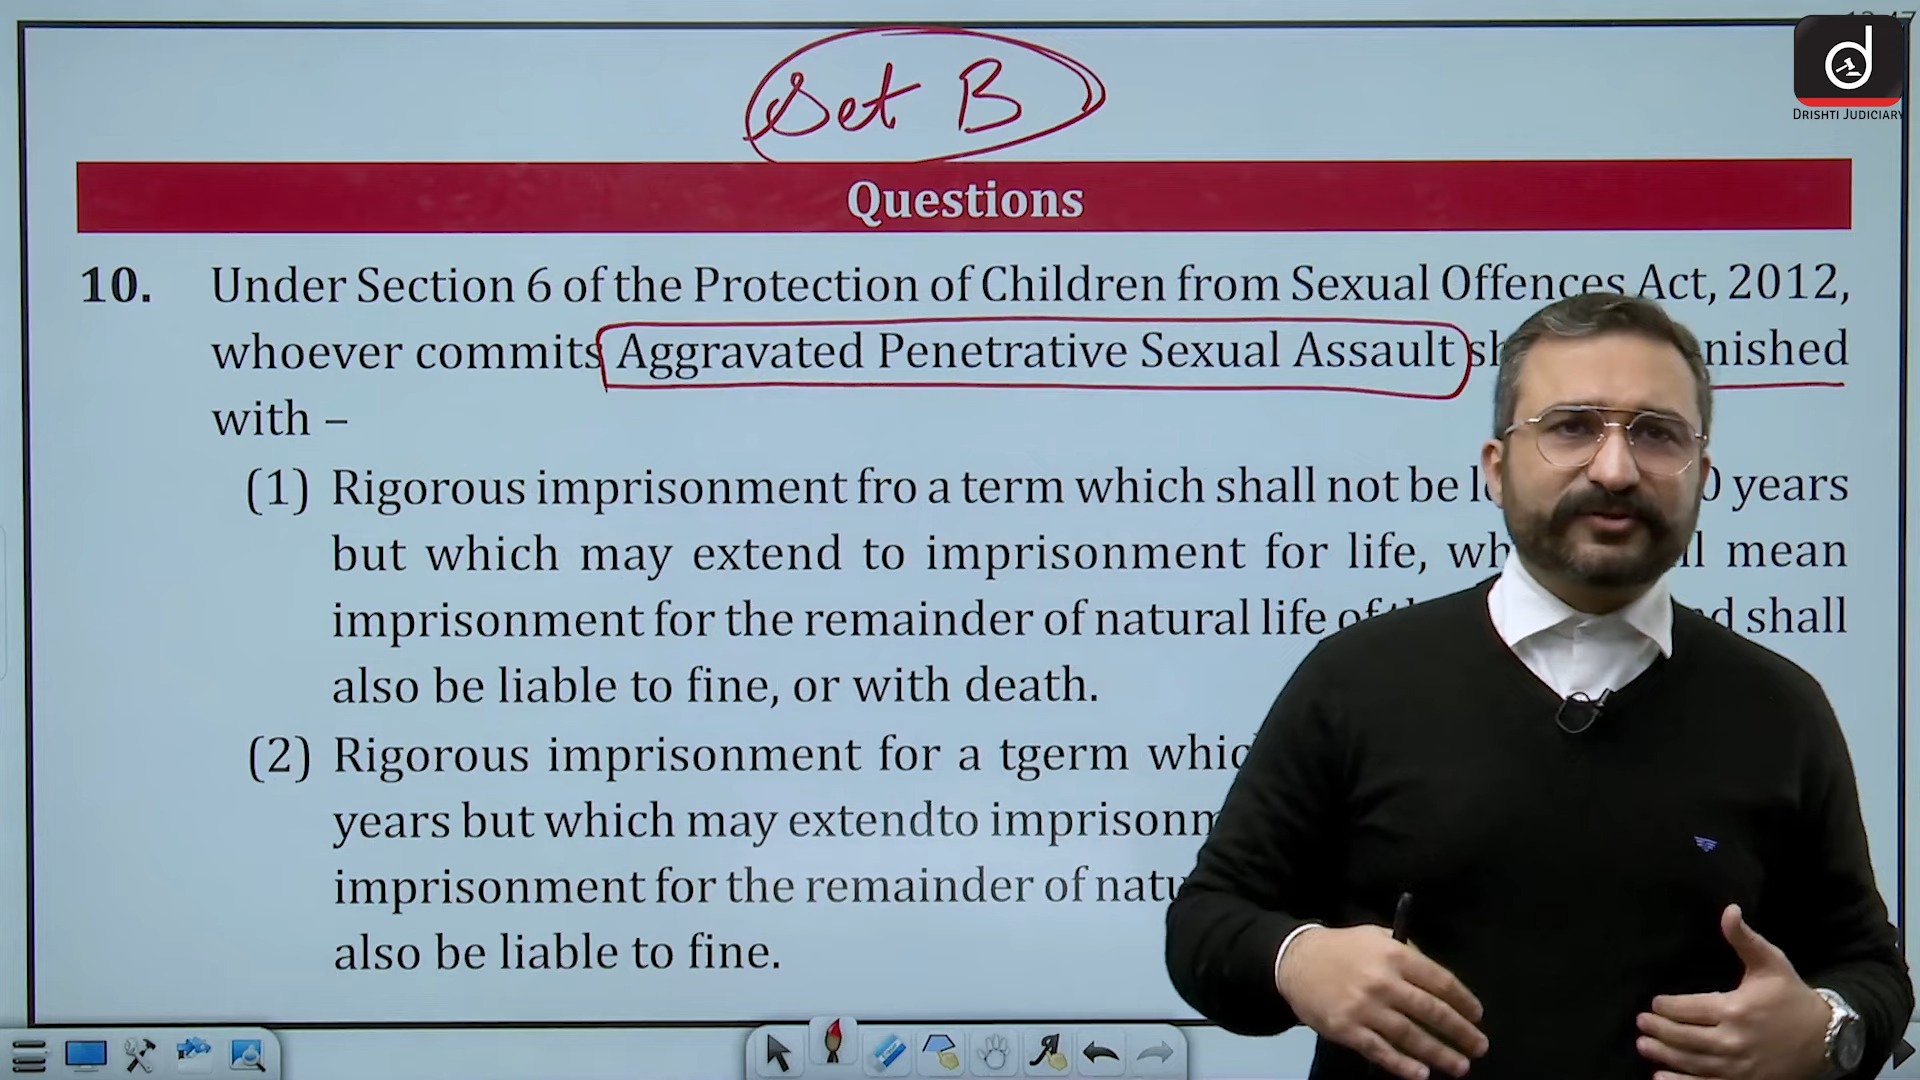 Set B
DRISHTI JUDICIARY
Questions
10. Under Section 6 of the Protection of Children from Sexual Offences Act, 2012,
whoever commits Aggravated Penetrative Sexual Assault
with –
(1) Rigorous imprisonment fro a term which shall not be years
but which may extend to imprisonment for life, mean
imprisonment for the remainder of natural life shall
also be liable to fine, or with death.
(2) Rigorous imprisonment for a tgerm
years but which may extendto
imprisonment for the remainder of
also be liable to fine.